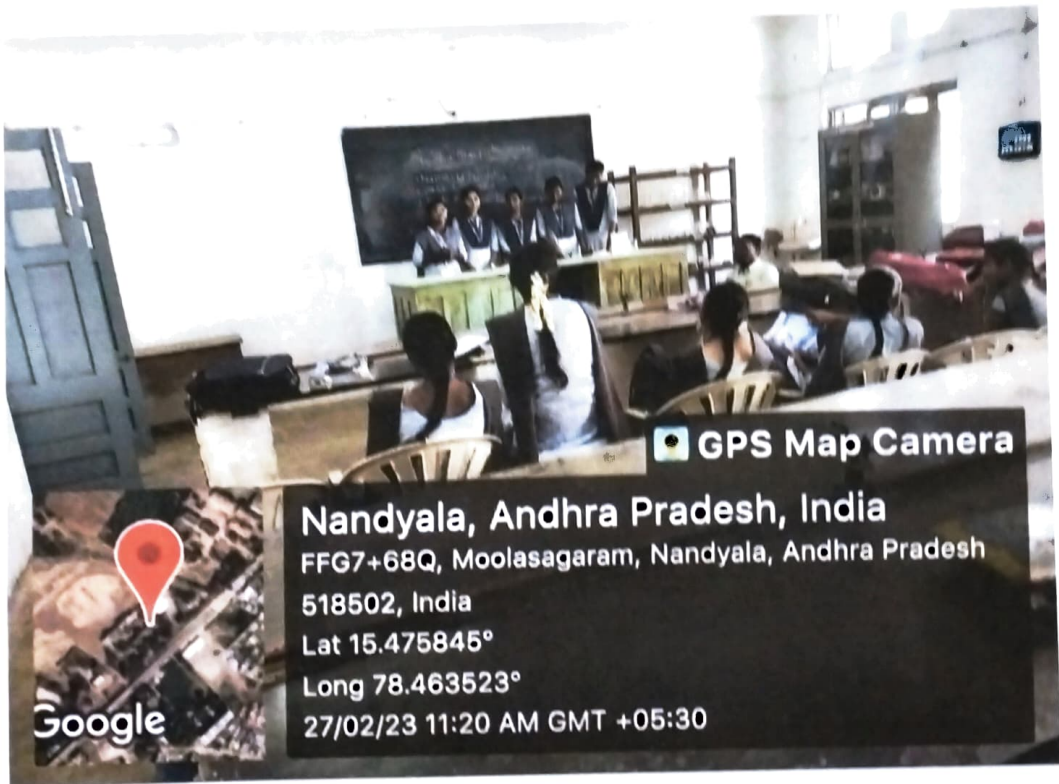 GPS Map Camera
Nandyala, Andhra Pradesh, India
FFG7+68Q, Moolasagaram, Nandyala, Andhra Pradesh
518502, India
Lat 15.475845°
Long 78.463523°
27/02/23 11:20 AM GMT +05:30
Google